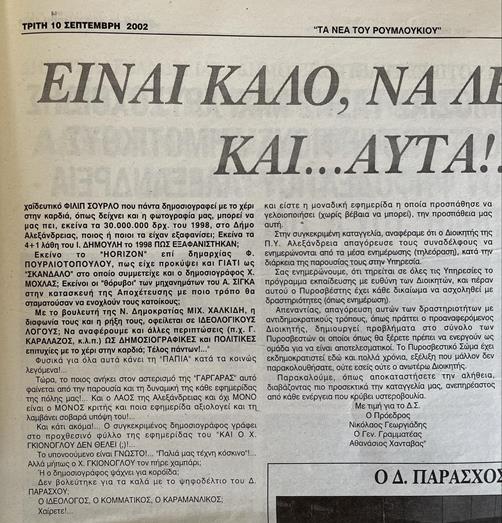 ΤΡΙΤΗ 10 ΣΕΠΤΕΜΒΡΗ 2002
"ΤΑ ΝΕΑ ΤΟΥ ΡΟΥΜΛΟΥΚΙΟΥ"
ΕΙΝΑΙ ΚΑΛΟ, ΝΑ ΛΕ
ΚΑΙ...ΑΥΤΑ!.
χαϊδευτικό ΦΙΛΙΠ ΣΟΥΡΛΟ που πάντα δημοσιογραφεί με το χέρι
στην καρδιά, όπως δείχνει και η φωτογραφία μας, μπορεί να
μας πει, εκείνα τα 30.000.000 δρχ. του 1998, στο Δήμο
Αλεξάνδρειας, ποιος ή ποιοι τα είχαν εξαφανίσει; Εκείνα τα
4+1 λάθη του Ι. ΔΗΜΟΥΛΗ το 1998 ΠΩΣ ΕΞΑΦΑΝΙΣΤΗΚΑΝ;
Εκείνο το "HORIZON" επί δημαρχίας Φ.
ΠΟΥΡΛΙΟΤΟΠΟΥΛΟΥ, πως είχε προκύψει και ΓΙΑΤΙ ως
"ΣΚΑΝΔΑΛΟ" στο οποίο συμμετείχε και ο δημοσιογράφος Χ.
ΜΟΧΛΑΣ; Εκείνοι οι "θόρυβοι" των μηχανημάτων του Α. ΣΙΓΚΑ
στην κατασκευή της Αποχέτευσης με ποιο τρόπο θα
σταματούσαν να ενοχλούν τους κατοίκους;
Με το βουλευτή της Ν. Δημοκρατίας ΜΙΧ. ΧΑΛΚΙΔΗ, η
διαφωνία τους και η ρήξη τους, οφείλεται σε ΙΔΕΟΛΟΓΙΚΟΥΣ
ΛΟΓΟΥΣ; Να αναφέρουμε και άλλες περιπτώσεις (π.χ. Γ.
ΚΑΡΑΛΑΖΟΣ, κ.λ.π.) ΩΣ ΔΗΜΟΣΙΟΓΡΑΦΙΚΕΣ και ΠΟΛΙΤΙΚΕΣ
επιτυχίες με το χέρι στην καρδιά; Τέλος πάντων!..."
Φυσικά για όλα αυτά κάνει τη "ΠΑΠΙΑ" κατά τα κοινώς
λεγόμενα!...
Τώρα, το ποιος ανήκει στον αστερισμό της "ΓΑΡΓΑΡΑΣ" αυτό
φαίνεται από την παρουσία και τη δυναμική της κάθε εφημερίδας
της πόλης μας!... Και ο ΛΑΟΣ της Αλεξάνδρειας και όχι ΜΟΝΟ
είναι ο ΜΟΝΟΣ κριτής και ποια εφημερίδα αξιολογεί και τη
λαμβάνει σοβαρά υπόψη του!...
Και κάτι ακόμα!... Ο συγκεκριμένος δημοσιογράφος γράφει
στο προχθεσινό φύλλο της εφημερίδας του "ΚΑΙ Ο Χ.
ΓΚΙΟΝΟΓΛΟΥ ΔΕΝ ΘΕΛΕΙ (;)!...
Το υπονοούμενο είναι ΓΝΩΣΤΟ!... "Παλιά μας τέχνη κόσκινο"!...
Αλλά μήπως ο Χ. ΓΚΙΟΝΟΓΛΟΥ τον πήρε χαμπάρι;
Ή ο δημοσιογράφος ψάχνει για κορόιδα;
Δεν βολεύτηκε για τα καλά με το ψηφοδέλτιο του Δ.
ΠΑΡΑΣΧΟΥ;
Ο ΙΔΕΟΛΟΓΟΣ, Ο ΚΟΜΜΑΤΙΚΟΣ, Ο ΚΑΡΑΜΑΝΛΙΚΟΣ;
Χαίρετε!...
και είστε η μοναδική εφημερίδα η οποία προσπάθησε να
γελοιοποιήσει (χωρίς βέβαια να μπορεί), την προσπάθεια μας
αυτή.
Στην συγκεκριμένη καταγγελία, αναφέραμε ότι ο Διοικητής της
Π.Υ. Αλεξάνδρειας απαγόρευσε τους συναδέλφους να
ενημερώνονται από τα μέσα ενημέρωσης (τηλεόραση), κατά την
διάρκεια της παρουσίας τους στην Υπηρεσία.
Σας ενημερώνουμε, ότι τηρείται σε όλες τις Υπηρεσίες το
πρόγραμμα εκπαίδευσης με ευθύνη των Διοικητών, και πέραν
αυτού ο Πυροσβέστης έχει κάθε δικαίωμα να ασχοληθεί με
δραστηριότητες (όπως ενημέρωση).
Απεναντίας, απαγόρευση αυτών των δραστηριοτήτων με
αντιδημοκρατικούς τρόπους, όπως πράττει ο προαναφερόμενος
Διοικητής, δημιουργεί προβλήματα στο σύνολο των
Πυροσβεστών οι οποίοι όπως θα ξέρετε πρέπει να ενεργούν ως
ομάδα για να είναι αποτελεσματικοί. Το Πυροσβεστικό Σώμα έχει
εκδημοκρατιστεί εδώ και πολλά χρόνια, εξέλιξη που μάλλον δεν
παρακολουθήσατε, ούτε εσείς ούτε ο ανωτέρω Διοικητής.
Παρακαλούμε, όπως αποκαταστήσετε την αλήθεια,
διαβάζοντας πιο προσεκτικά την καταγγελία μας, ανεπηρέαστος
από κάθε ενέργεια που κρύβει υστεροβουλία.
Με τιμή για το Δ.Σ.
Ο Πρόεδρος
Νικόλαος Γεωργιάδης
Ο Γεν. Γραμματέας
Αθανάσιος Χανταβας"
Ο Δ. ΠΑΡΑΣΧΟΣ